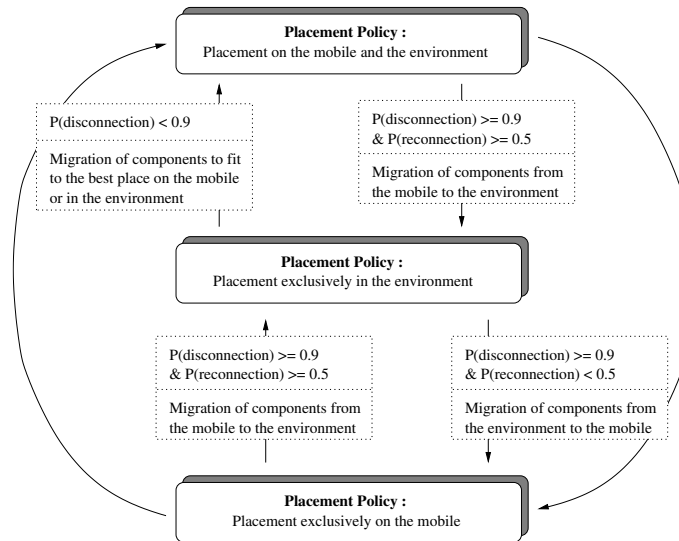 Placement Policy :
Placement on the mobile and the environment
P(disconnection) < 0.9
Migration of components to fit
to the best place on the mobile
or in the environment
P(disconnection) >= 0.9
& P(reconnection) >= 0.5
Migration of components from
the mobile to the environment
Placement Policy :
Placement exclusively in the environment
P(disconnection) >= 0.9
& P(reconnection) >= 0.5
Migration of components from
the mobile to the environment
P(disconnection) >= 0.9
& P(reconnection) < 0.5
Migration of components from
the environment to the mobile
Placement Policy :
Placement exclusively on the mobile